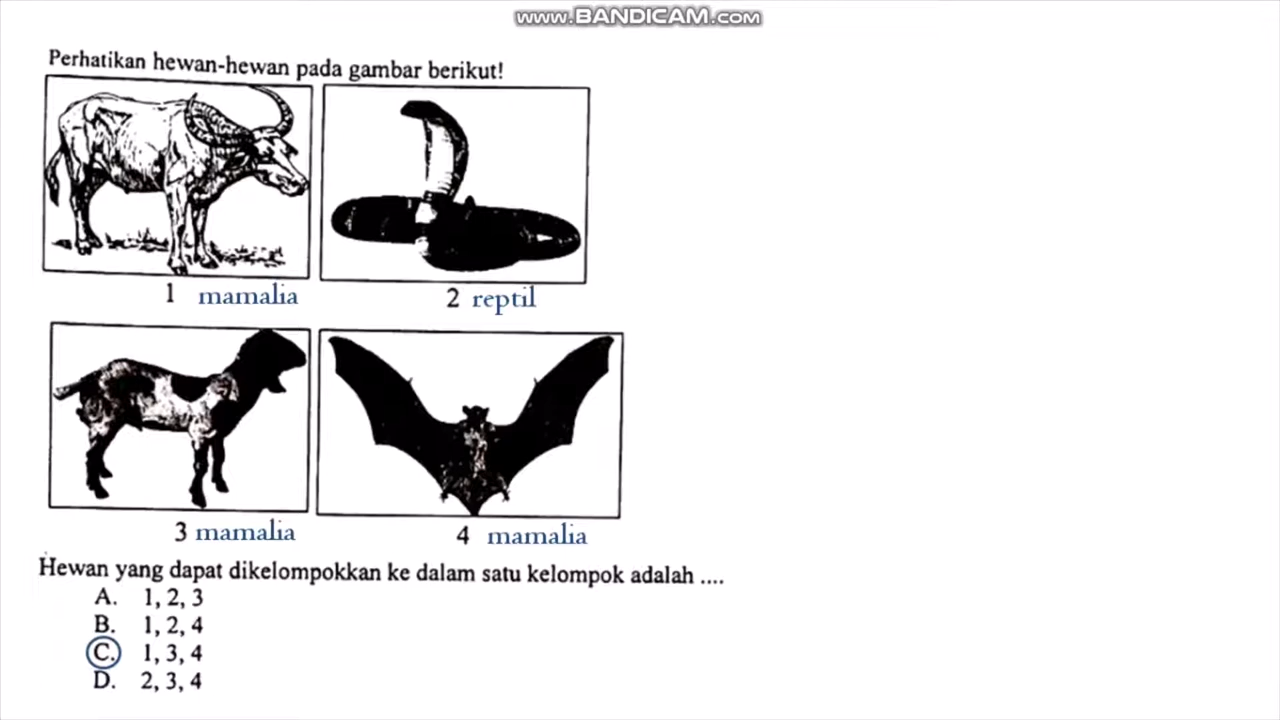 www.BANDICAM.com
Perhatikan hewan-hewan pada gambar berikut!
1 mamalia
2 reptil
3 mamalia
4 mamalia
Hewan yang dapat dikelompokkan ke dalam satu kelompok adalah ....
A. 1, 2, 3
B. 1, 2, 4
C. 1, 3, 4
D. 2, 3, 4